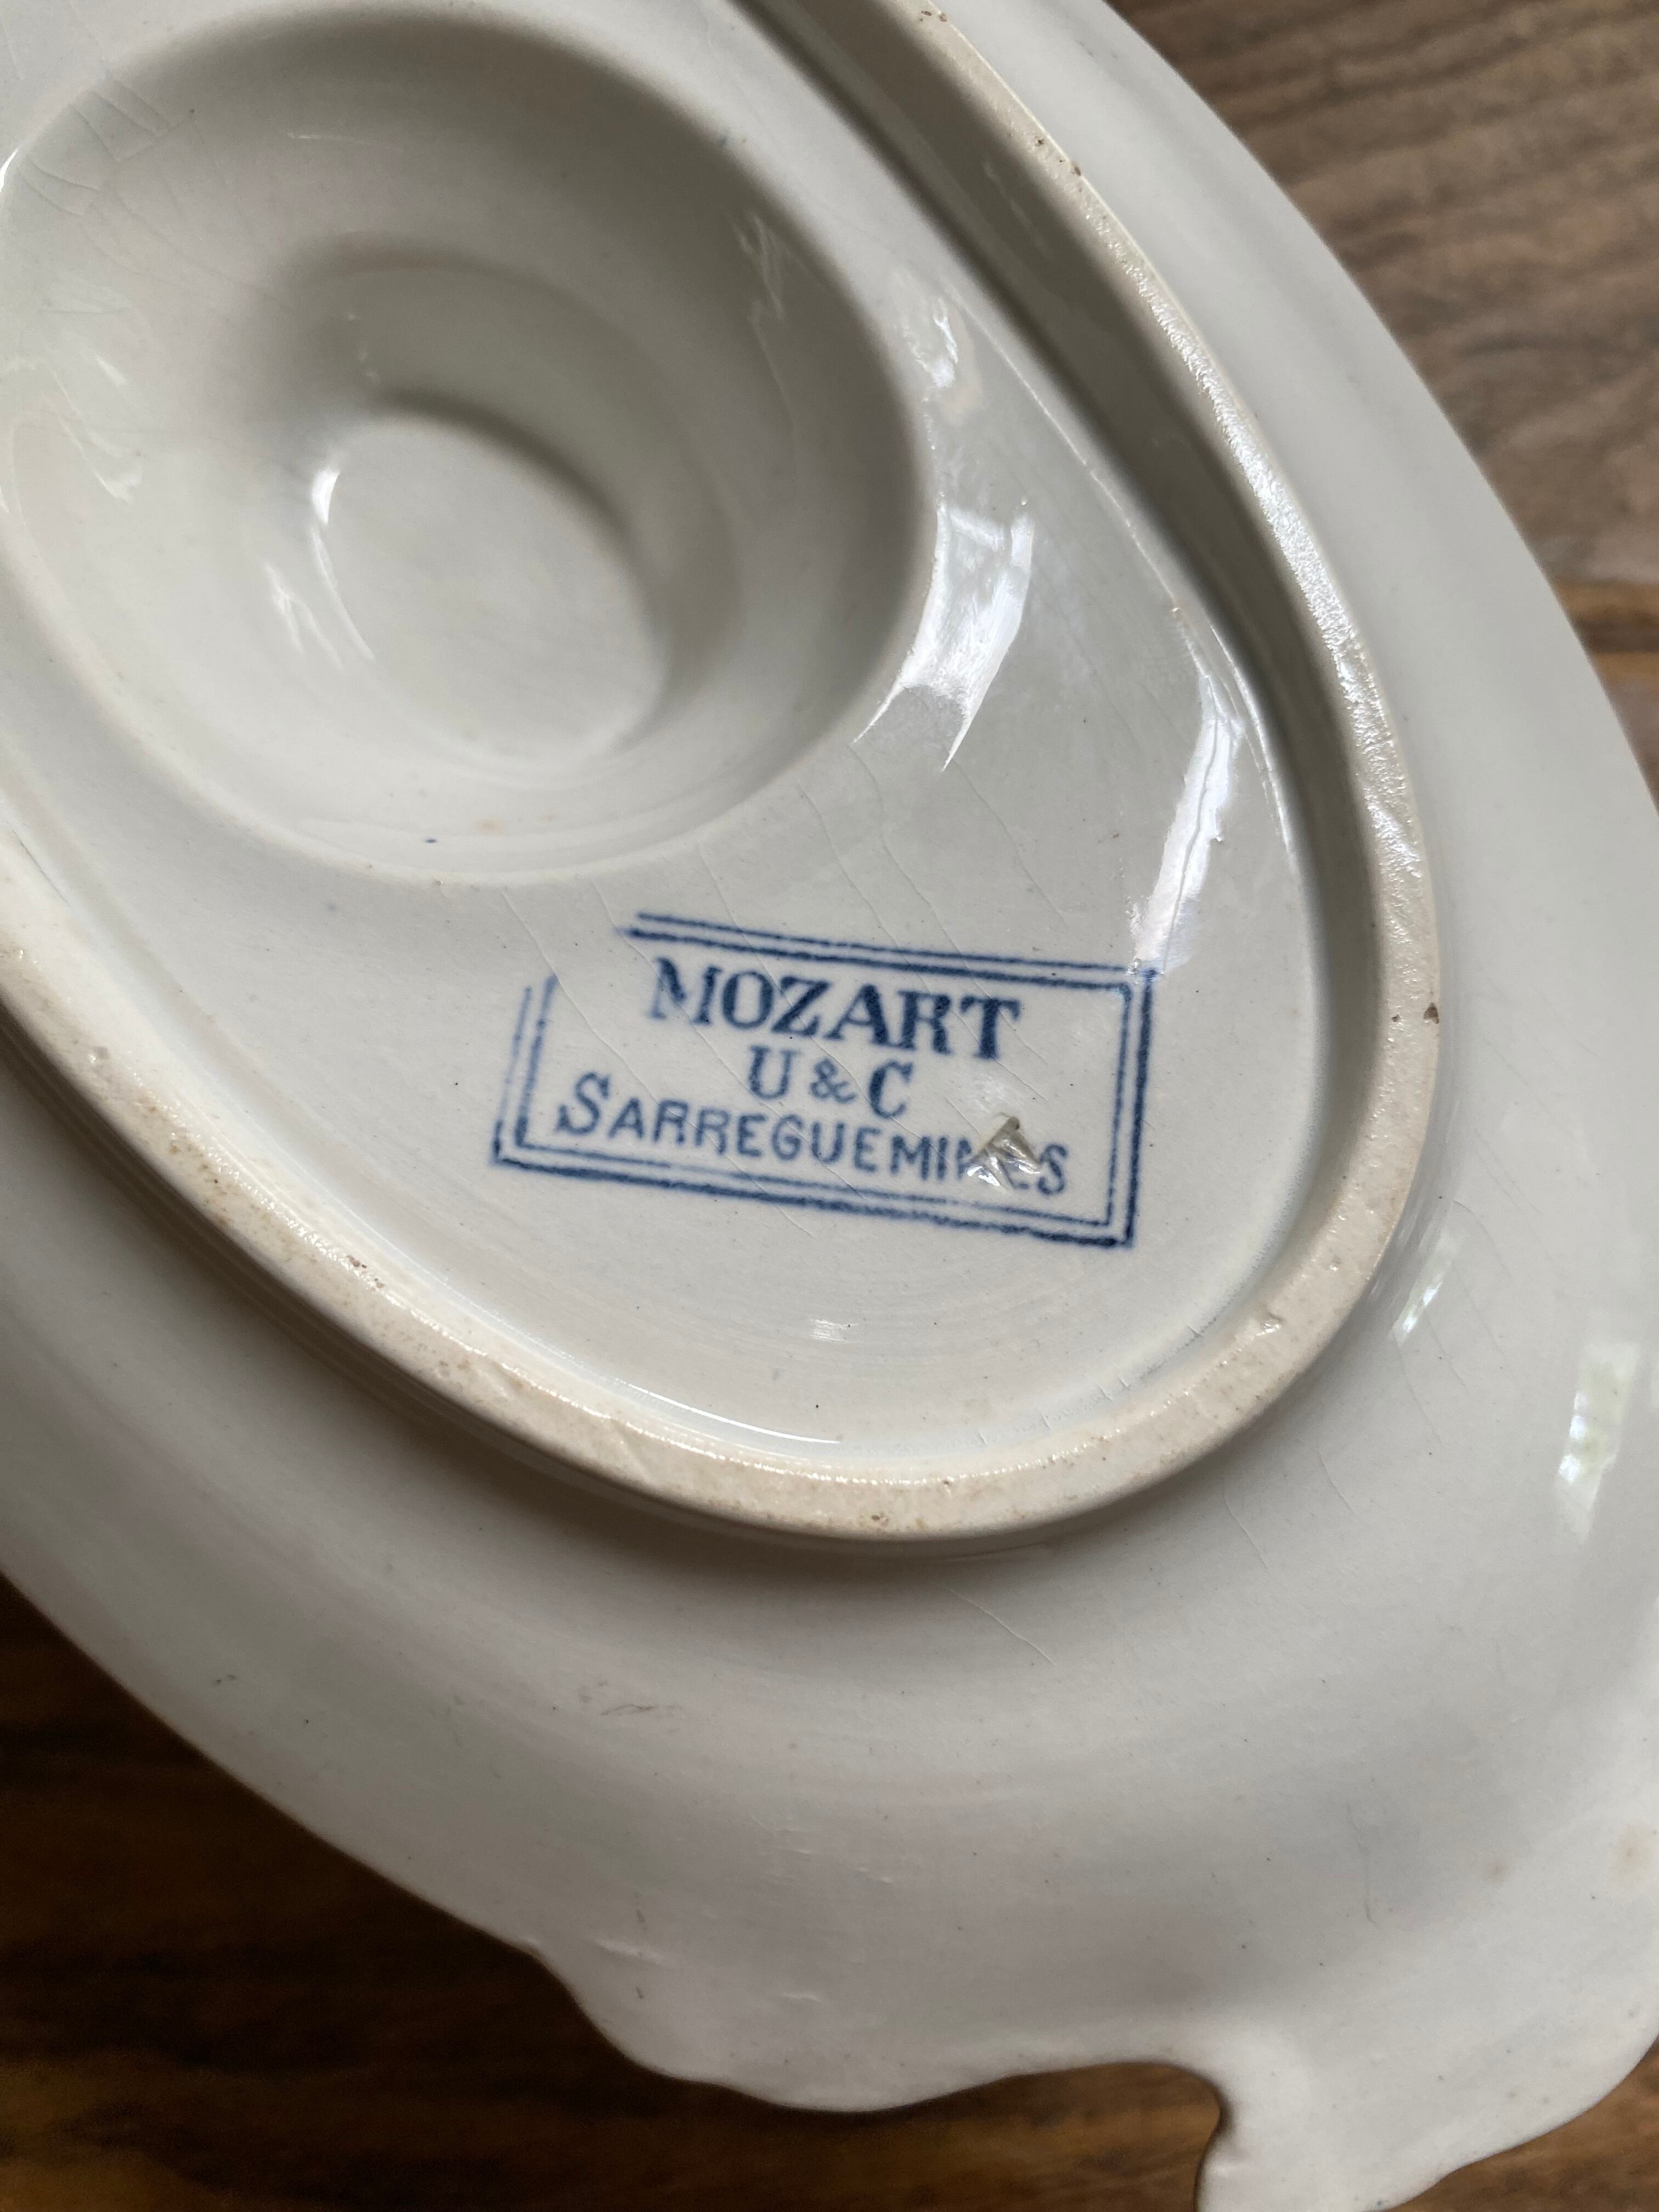 MOZART
U & C
SARREGUEMINES